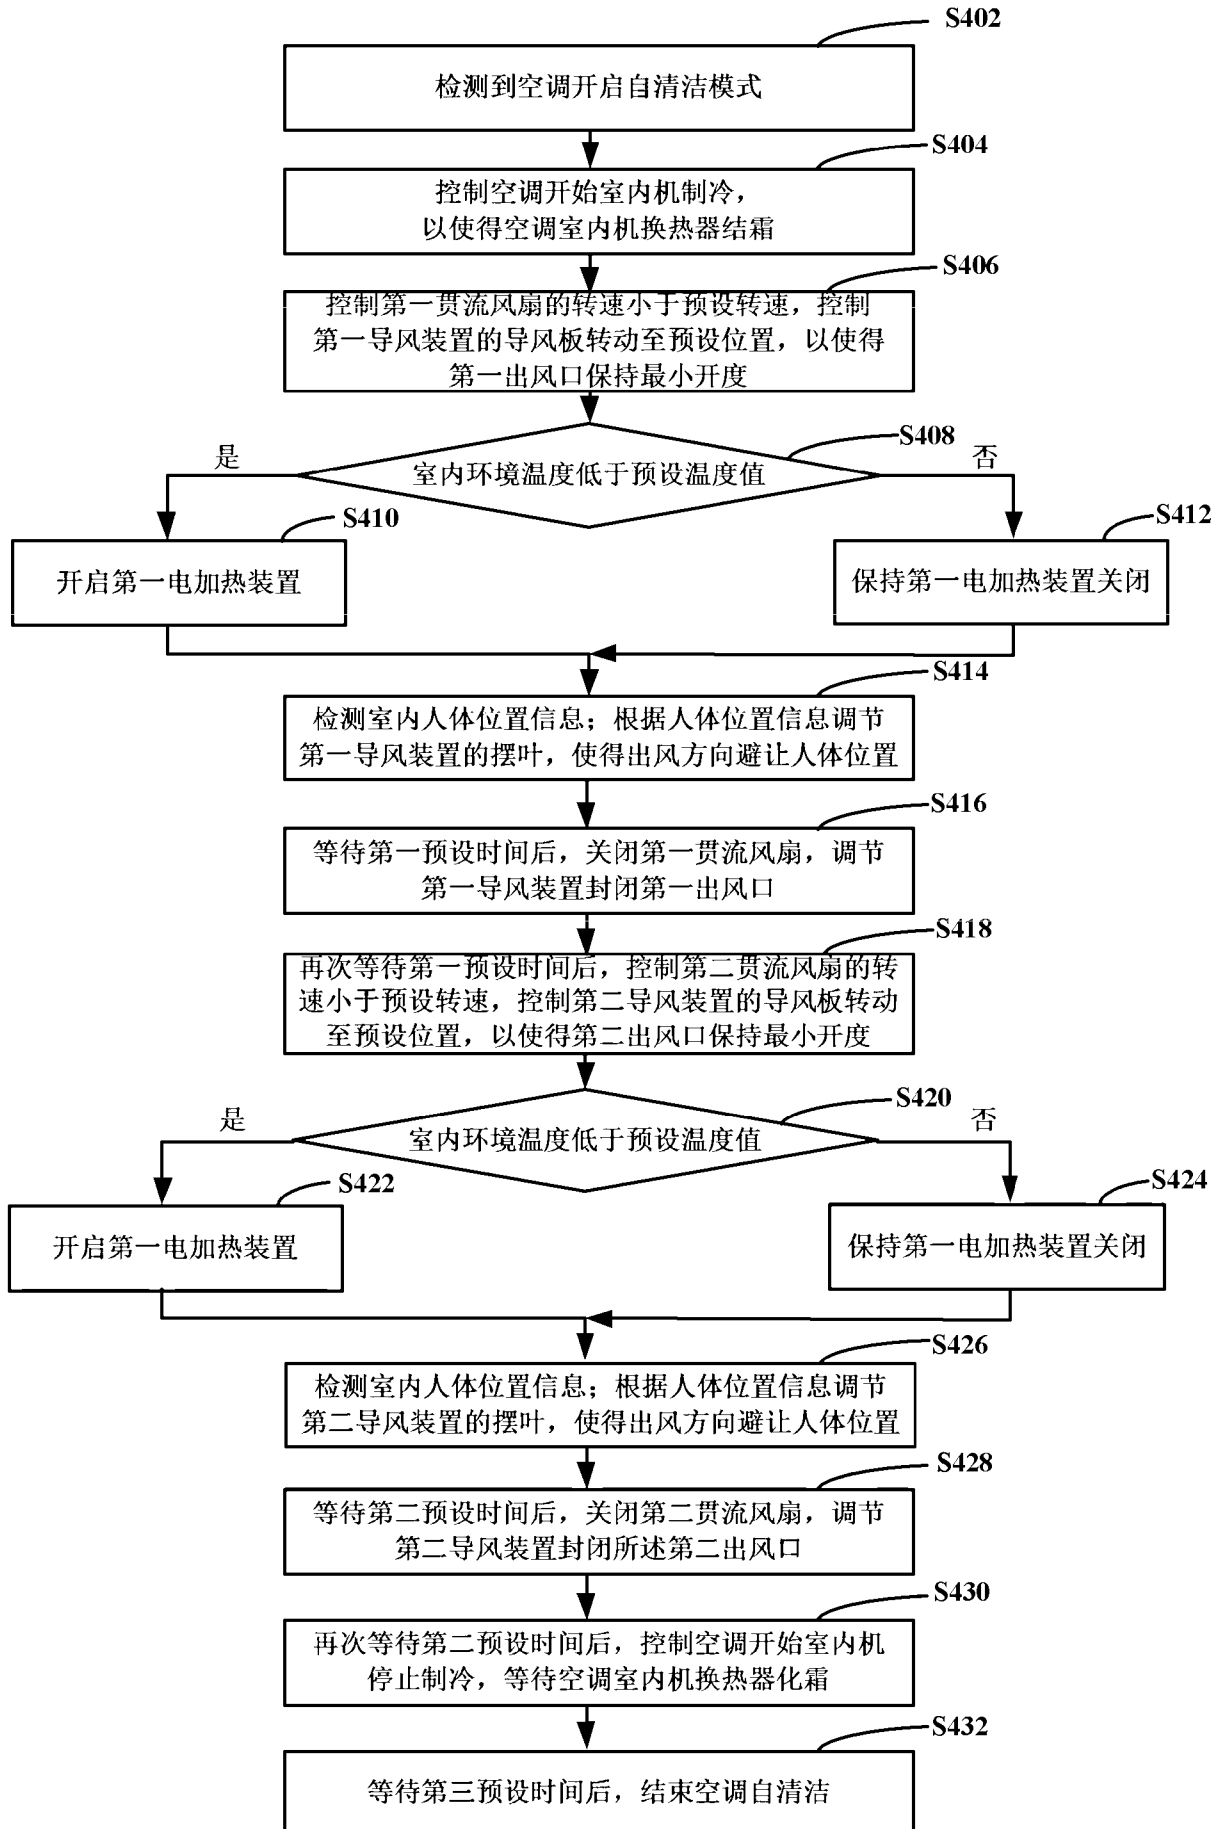 S402
检测到空调开启自清洁模式
S404
控制空调开始室内机制冷，
以使得空调室内机换热器结霜
S406
控制第一贯流风扇的转速小于预设转速，控制
第一导风装置的导风板转动至预设位置，以使得
第一出风口保持最小开度
S408
是
室内环境温度低于预设温度值
否
S410
开启第一电加热装置
S412
保持第一电加热装置关闭
S414
检测室内人体位置信息；根据人体位置信息调节
第一导风装置的摆叶，使得出风方向避让人体位置
S416
等待第一预设时间后，关闭第一贯流风扇，调节
第一导风装置封闭第一出风口
S418
再次等待第一预设时间后，控制第二贯流风扇的转
速小于预设转速，控制第二导风装置的导风板转动
至预设位置，以使得第二出风口保持最小开度
S420
是
室内环境温度低于预设温度值
否
S422
开启第一电加热装置
S424
保持第一电加热装置关闭
S426
检测室内人体位置信息；根据人体位置信息调节
第二导风装置的摆叶，使得出风方向避让人体位置
S428
等待第二预设时间后，关闭第二贯流风扇，调节
第二导风装置封闭所述第二出风口
S430
再次等待第二预设时间后，控制空调开始室内机
停止制冷，等待空调室内机换热器化霜
S432
等待第三预设时间后，结束空调自清洁